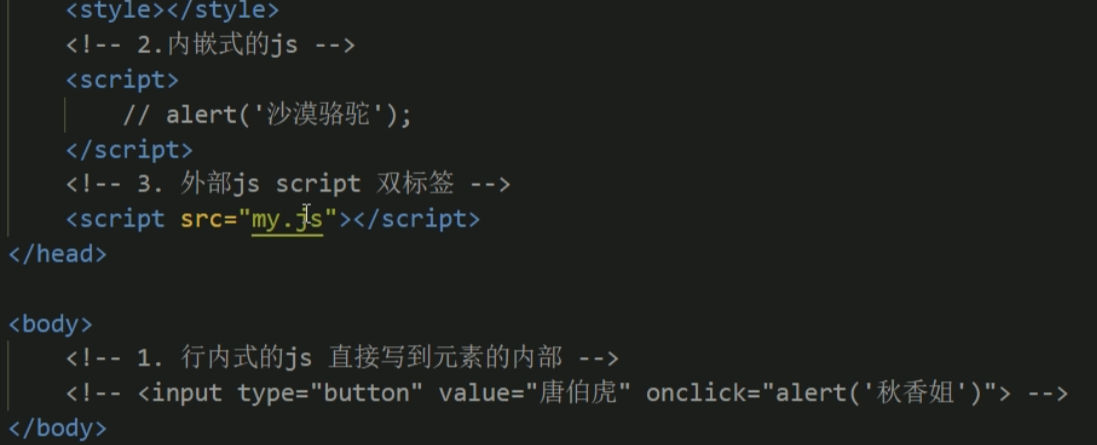 <style></style>
<!-- 2.内嵌式的js -->
<script>
// alert('沙漠骆驼');
</script>
<!-- 3. 外部js script 双标签 -->
<script src="my.js"></script>
</head>
<body>
<!-- 1. 行内式的js 直接写到元素的内部 -->
<!-- <input type="button" value="唐伯虎" onclick="alert('秋香姐')"> -->
</body>